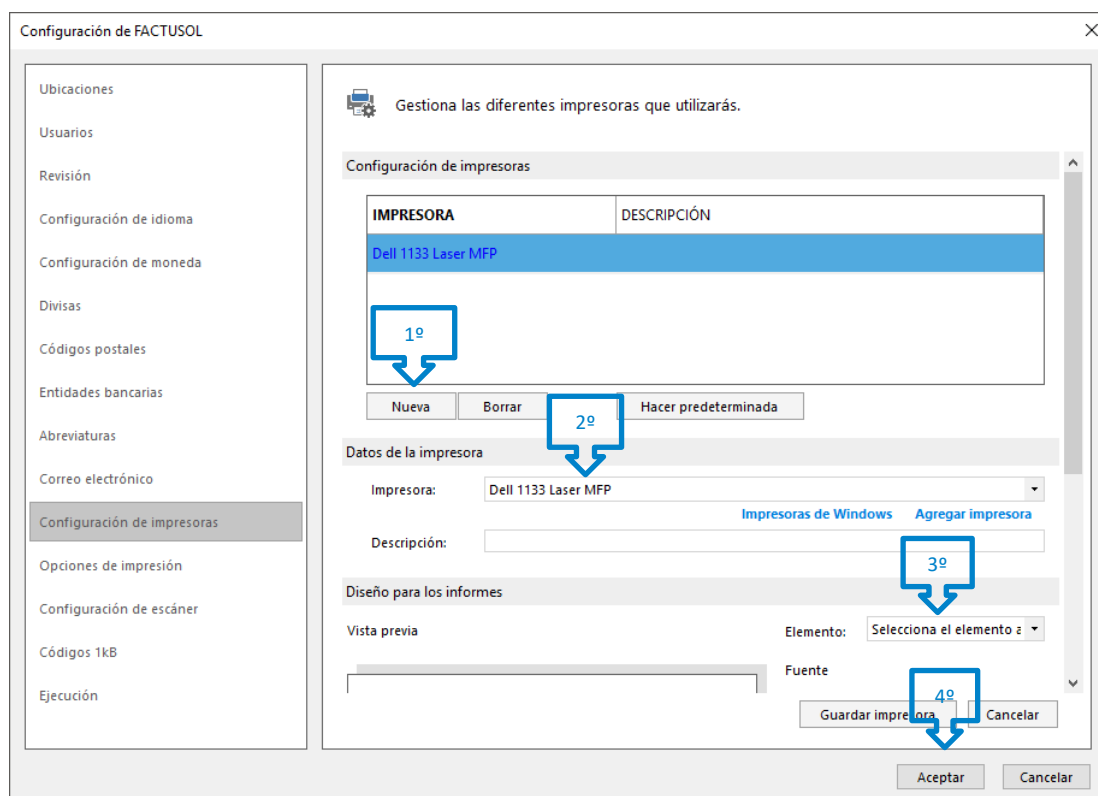 Configuración de FACTUSOL
Ubicaciones
Usuarios
Revisión
Configuración de idioma
Configuración de moneda
Divisas
Códigos postales
Entidades bancarias
Abreviaturas
Correo electrónico
Configuración de impresoras
Opciones de impresión
Configuración de escáner
Códigos 1kB
Ejecución
Gestiona las diferentes impresoras que utilizarás.
Configuración de impresoras
IMPRESORA DESCRIPCIÓN
Dell 1133 Laser MFP
1º
Nueva Borrar Hacer predeterminada
2º
Datos de la impresora
Impresora: Dell 1133 Laser MFP
Impresoras de Windows Agregar impresora
Descripción:
3º
Diseño para los informes
Vista previa Elemento: Selecciona el elemento a
Fuente
4º
Guardar impresora Cancelar
Aceptar Cancelar